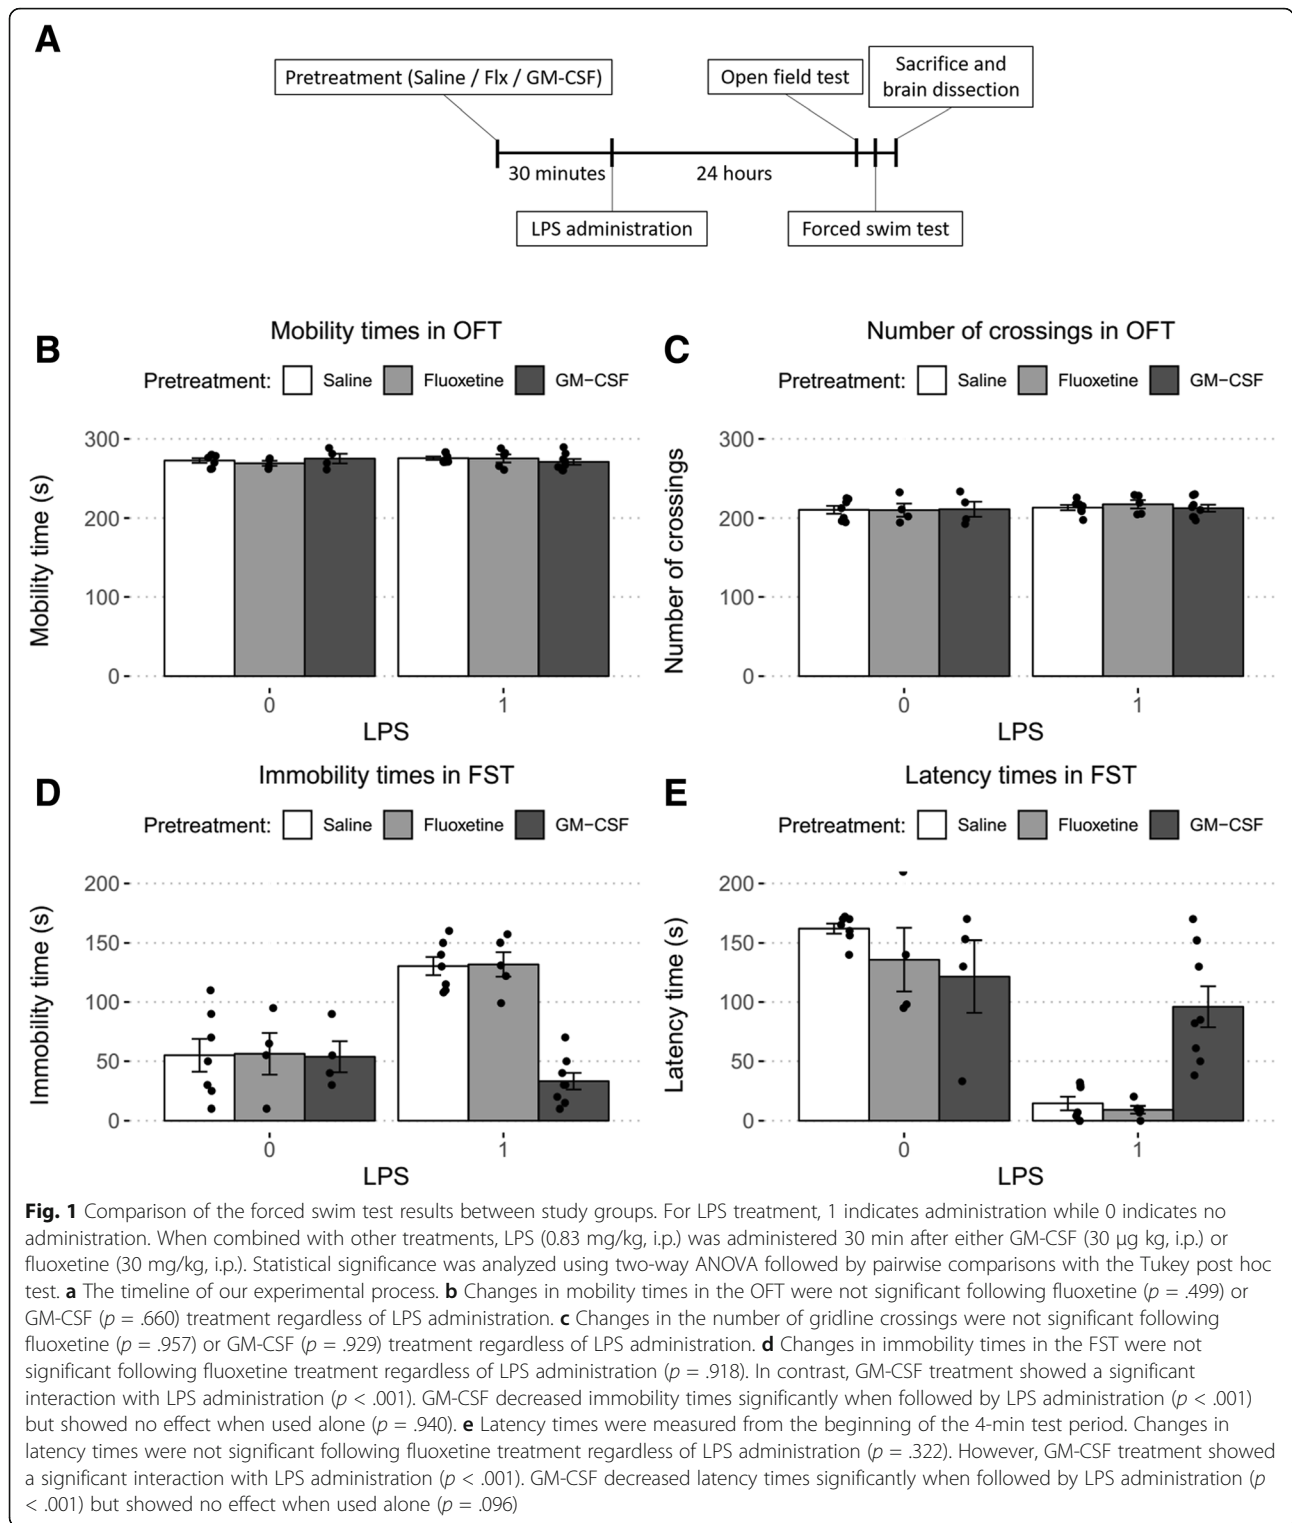 A
Pretreatment (Saline / Flx / GM-CSF)
Open field test
Sacrifice and
brain dissection
30 minutes
24 hours
LPS administration
Forced swim test
B
Mobility times in OFT
Pretreatment: Saline Fluoxetine GM−CSF
Mobility time (s)
300
200
100
0
0 1
LPS
C
Number of crossings in OFT
Pretreatment: Saline Fluoxetine GM−CSF
Number of crossings
300
200
100
0
0 1
LPS
D
Immobility times in FST
Pretreatment: Saline Fluoxetine GM−CSF
Immobility time (s)
200
150
100
50
0
0 1
LPS
E
Latency times in FST
Pretreatment: Saline Fluoxetine GM−CSF
Latency time (s)
200
150
100
50
0
0 1
LPS
Fig. 1 Comparison of the forced swim test results between study groups. For LPS treatment, 1 indicates administration while 0 indicates no
administration. When combined with other treatments, LPS (0.83 mg/kg, i.p.) was administered 30 min after either GM-CSF (30 μg kg, i.p.) or
fluoxetine (30 mg/kg, i.p.). Statistical significance was analyzed using two-way ANOVA followed by pairwise comparisons with the Tukey post hoc
test. a The timeline of our experimental process. b Changes in mobility times in the OFT were not significant following fluoxetine (p = .499) or
GM-CSF (p = .660) treatment regardless of LPS administration. c Changes in the number of gridline crossings were not significant following
fluoxetine (p = .957) or GM-CSF (p = .929) treatment regardless of LPS administration. d Changes in immobility times in the FST were not
significant following fluoxetine treatment regardless of LPS administration (p = .918). In contrast, GM-CSF treatment showed a significant
interaction with LPS administration (p < .001). GM-CSF decreased immobility times significantly when followed by LPS administration (p < .001)
but showed no effect when used alone (p = .940). e Latency times were measured from the beginning of the 4-min test period. Changes in
latency times were not significant following fluoxetine treatment regardless of LPS administration (p = .322). However, GM-CSF treatment showed
a significant interaction with LPS administration (p < .001). GM-CSF decreased latency times significantly when followed by LPS administration (p
< .001) but showed no effect when used alone (p = .096)